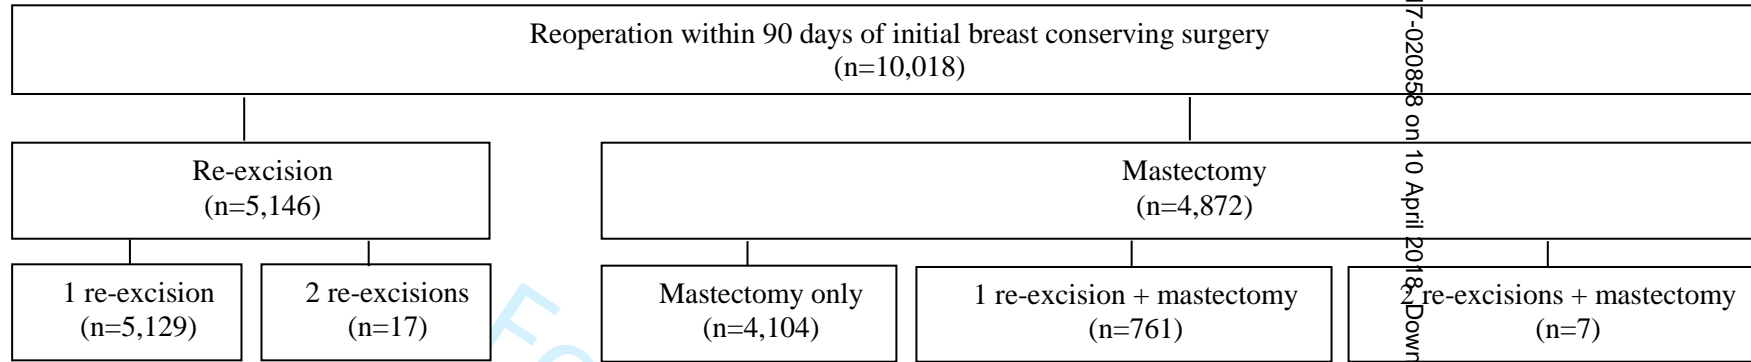 Reoperation within 90 days of initial breast conserving surgery
(n=10,018)
Re-excision
(n=5,146)
Mastectomy
(n=4,872)
1 re-excision
(n=5,129)
2 re-excisions
(n=17)
Mastectomy only
(n=4,104)
1 re-excision + mastectomy
(n=761)
2 re-excisions + mastectomy
(n=7)
17-020858 on 10 April 2018. Down
Fo